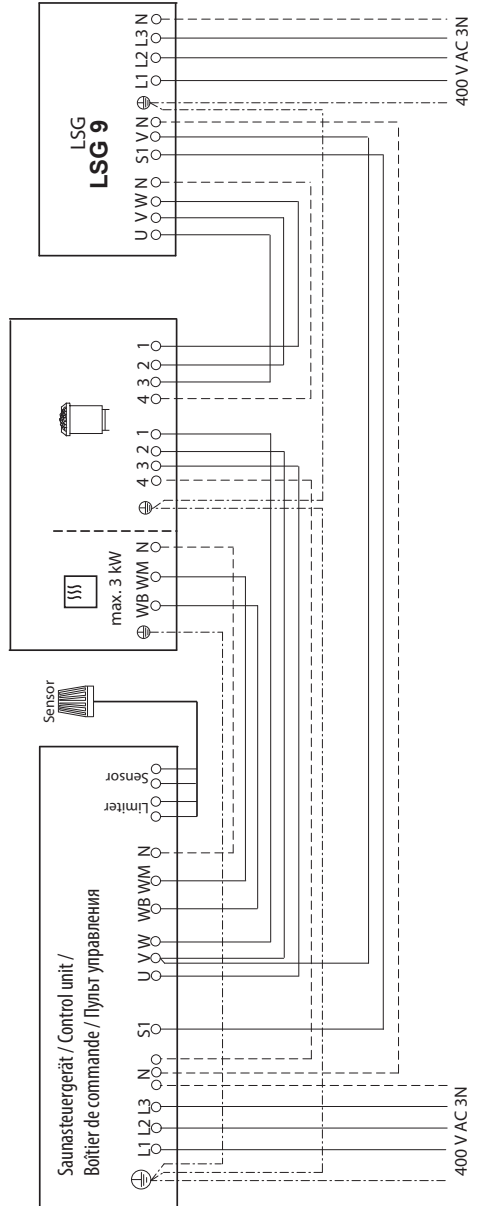 Saunasteuergerät / Control unit /
Boîtier de commande / Пульт управления
L1 L2 L3 N S1 U V W WB WM N
Limiter
Sensor
Sensor
400 V AC 3N
max. 3 kW
WB WM N
4 3 2 1
4 3 2 1
LSG
LSG 9
U V W N S1 V N L1 L2 L3 N
400 V AC 3N